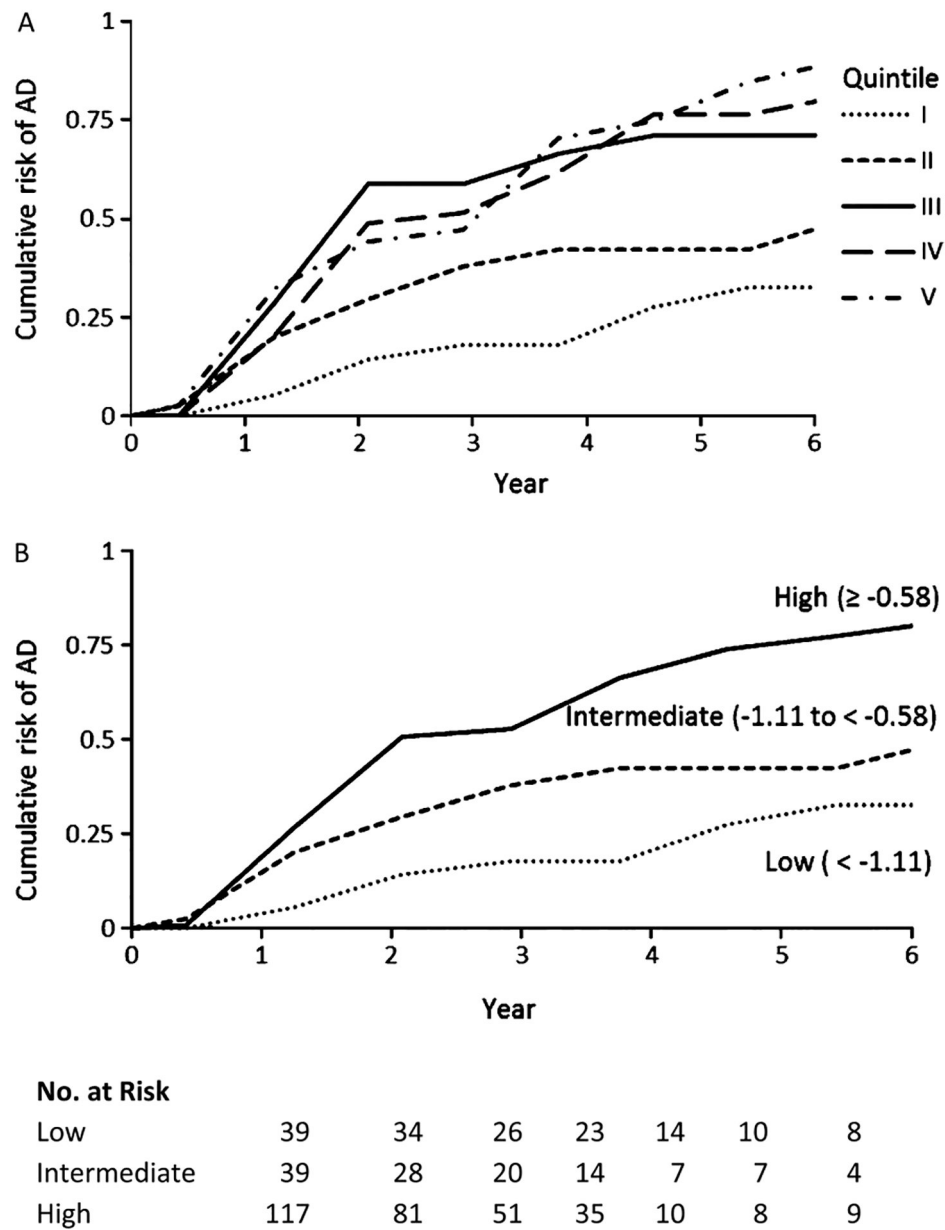 A
Cumulative risk of AD
1
0.75
0.5
0.25
0
0 1 2 3 4 5 6
Year
Quintile
I
II
III
IV
V
B
Cumulative risk of AD
1
0.75
0.5
0.25
0
High (≥ -0.58)
Intermediate (-1.11 to < -0.58)
Low ( < -1.11)
0 1 2 3 4 5 6
Year
No. at Risk
Low 39 34 26 23 14 10 8
Intermediate 39 28 20 14 7 7 4
High 117 81 51 35 10 8 9